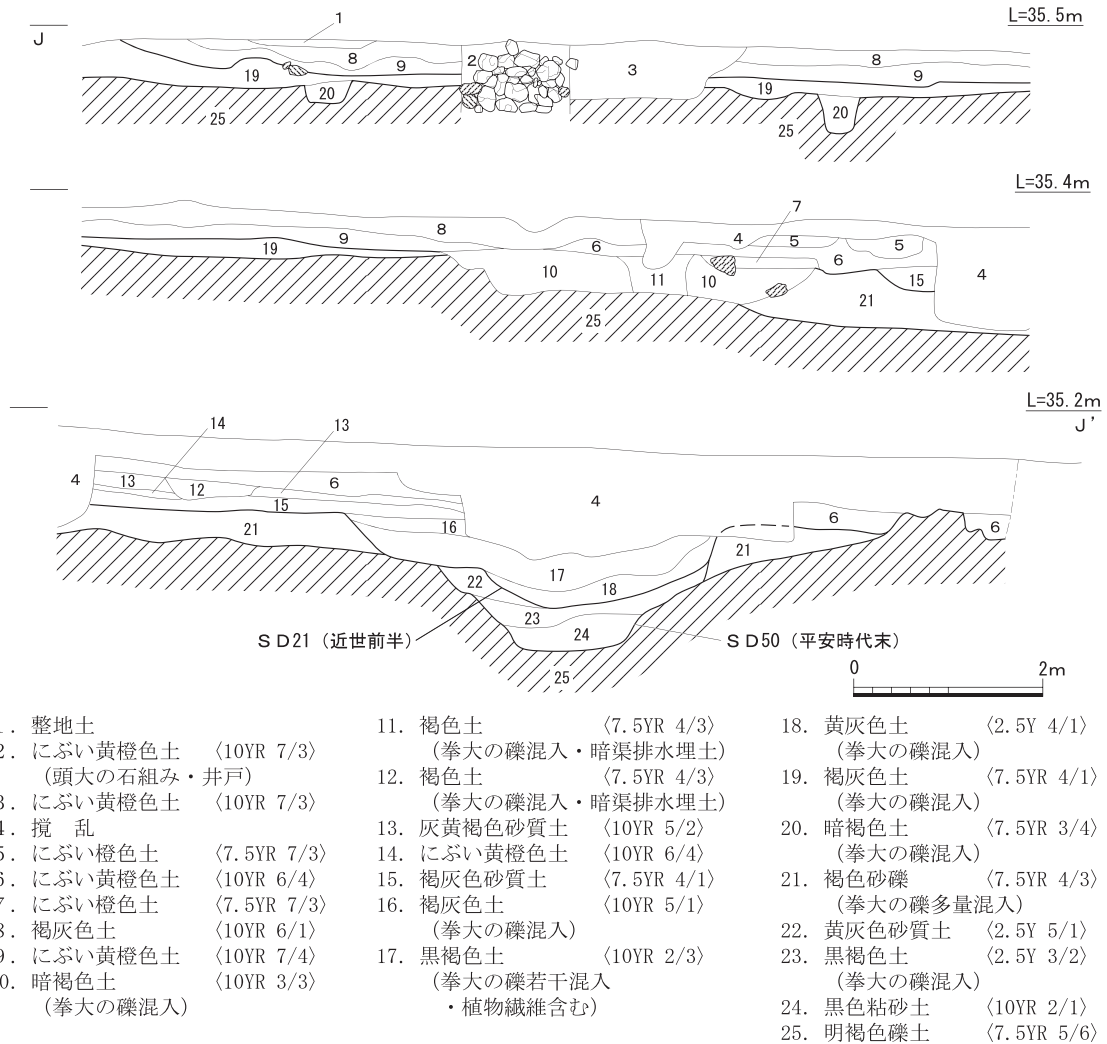 1
L=35.5m
J
8
9
2
3
8
9
19
19
20
20
25
25
L=35.4m
7
8
4
5
5
9
6
6
19
4
10
11
10
15
21
25
L=35.2m
J'
14
13
4
13
12
6
15
4
6
6
16
21
21
17
18
22
23
24
SD21(近世前半)
SD50(平安時代末)
25
0 2m
. 整地土
. にぶい黄橙色土 〈10YR 7/3〉
(頭大の石組み・井戸)
. にぶい黄橙色土 〈10YR 7/3〉
. 撹 乱
. にぶい橙色土 〈7.5YR 7/3〉
. にぶい黄橙色土 〈10YR 6/4〉
. にぶい橙色土 〈7.5YR 7/3〉
. 褐灰色土 〈10YR 6/1〉
. にぶい黄橙色土 〈10YR 7/4〉
0. 暗褐色土 〈10YR 3/3〉
(拳大の礫混入)
11. 褐色土 〈7.5YR 4/3〉
(拳大の礫混入・暗渠排水埋土)
12. 褐色土 〈7.5YR 4/3〉
(拳大の礫混入・暗渠排水埋土)
13. 灰黄褐色砂質土 〈10YR 5/2〉
14. にぶい黄橙色土 〈10YR 6/4〉
15. 褐灰色砂質土 〈7.5YR 4/1〉
16. 褐灰色土 〈10YR 5/1〉
(拳大の礫混入)
17. 黒褐色土 〈10YR 2/3〉
(拳大の礫若干混入
・植物繊維含む)
18. 黄灰色土 〈2.5Y 4/1〉
(拳大の礫混入)
19. 褐灰色土 〈7.5YR 4/1〉
(拳大の礫混入)
20. 暗褐色土 〈7.5YR 3/4〉
(拳大の礫混入)
21. 褐色砂礫 〈7.5YR 4/3〉
(拳大の礫多量混入)
22. 黄灰色砂質土 〈2.5Y 5/1〉
23. 黒褐色土 〈2.5Y 3/2〉
(拳大の礫混入)
24. 黒色粘砂土 〈10YR 2/1〉
25. 明褐色礫土 〈7.5YR 5/6〉